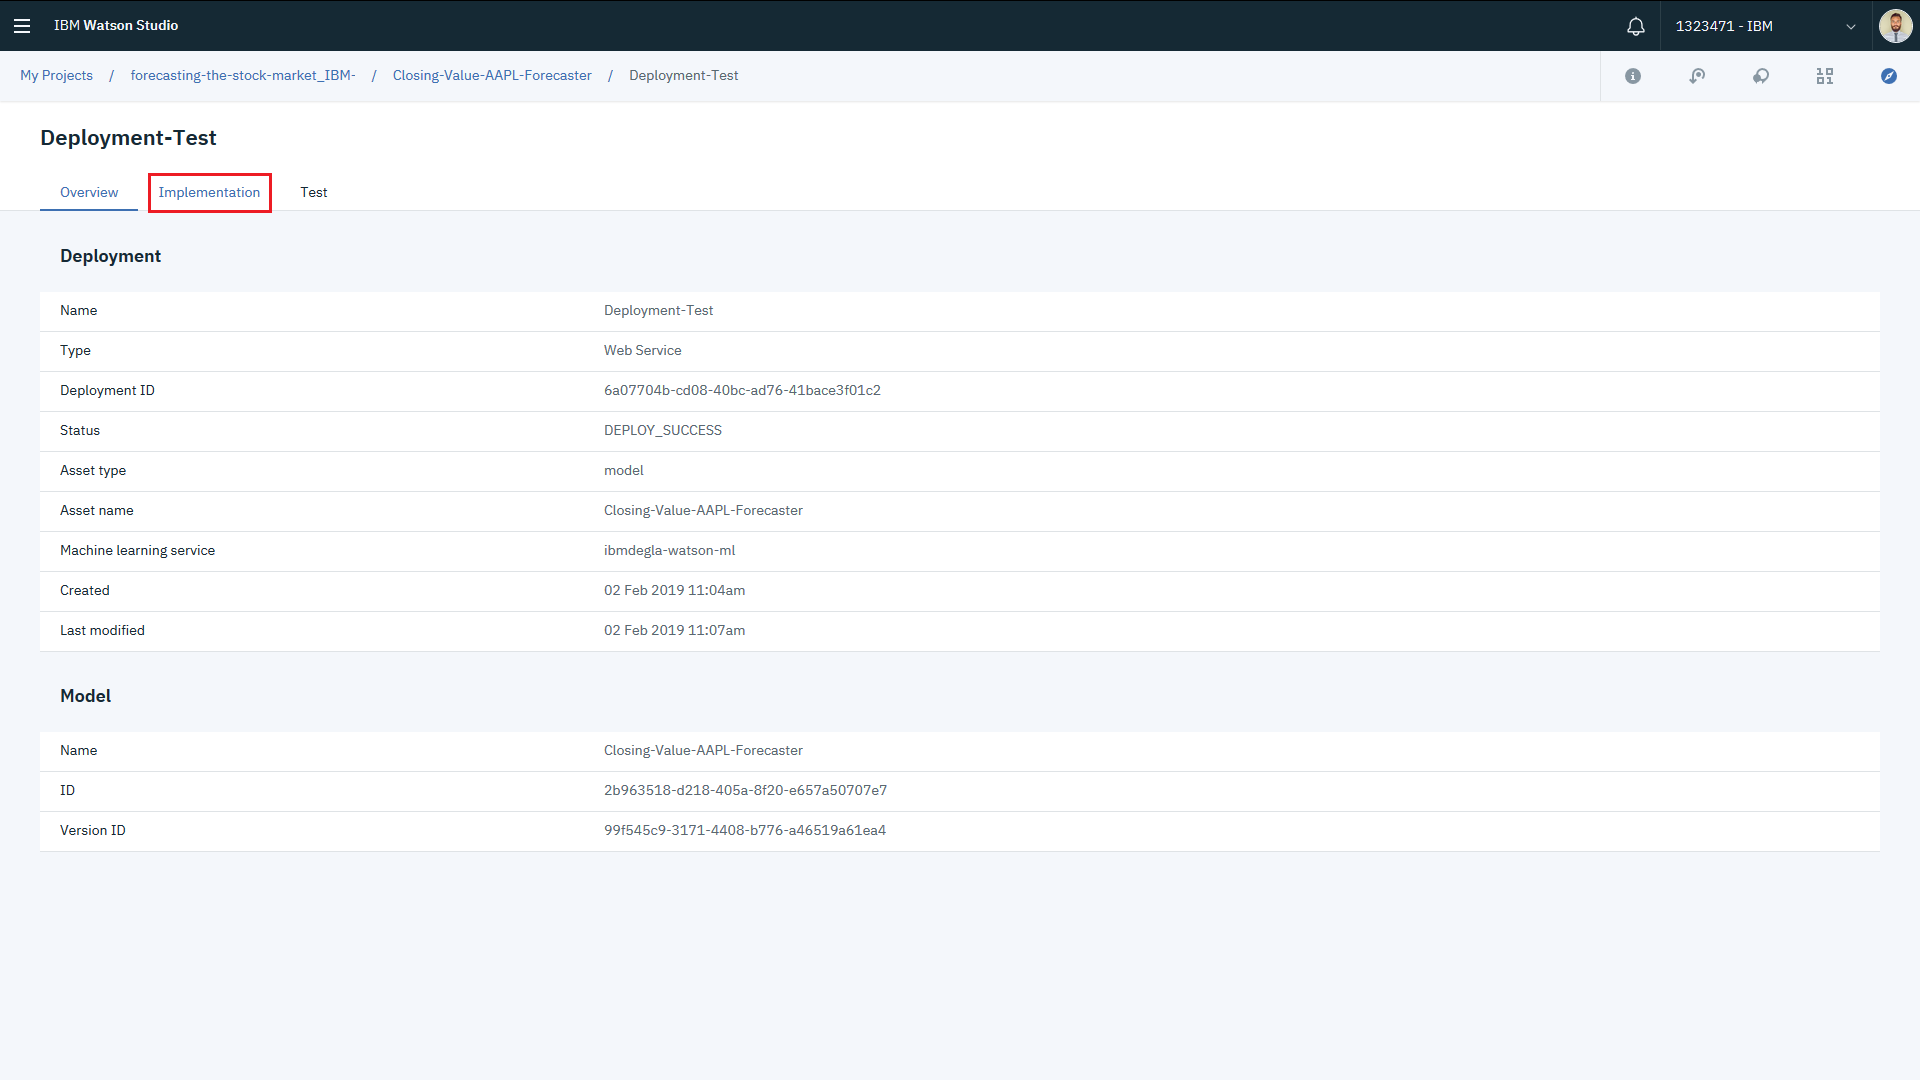 IBM Watson Studio
1323471 - IBM
My Projects / forecasting-the-stock-market_IBM- / Closing-Value-AAPL-Forecaster / Deployment-Test
Deployment-Test
Overview Implementation Test
Deployment
Name Deployment-Test
Type Web Service
Deployment ID 6a07704b-cd08-40bc-ad76-41bace3f01c2
Status DEPLOY_SUCCESS
Asset type model
Asset name Closing-Value-AAPL-Forecaster
Machine learning service ibmdegla-watson-ml
Created 02 Feb 2019 11:04am
Last modified 02 Feb 2019 11:07am
Model
Name Closing-Value-AAPL-Forecaster
ID 2b963518-d218-405a-8f20-e657a50707e7
Version ID 99f545c9-3171-4408-b776-a46519a61ea4